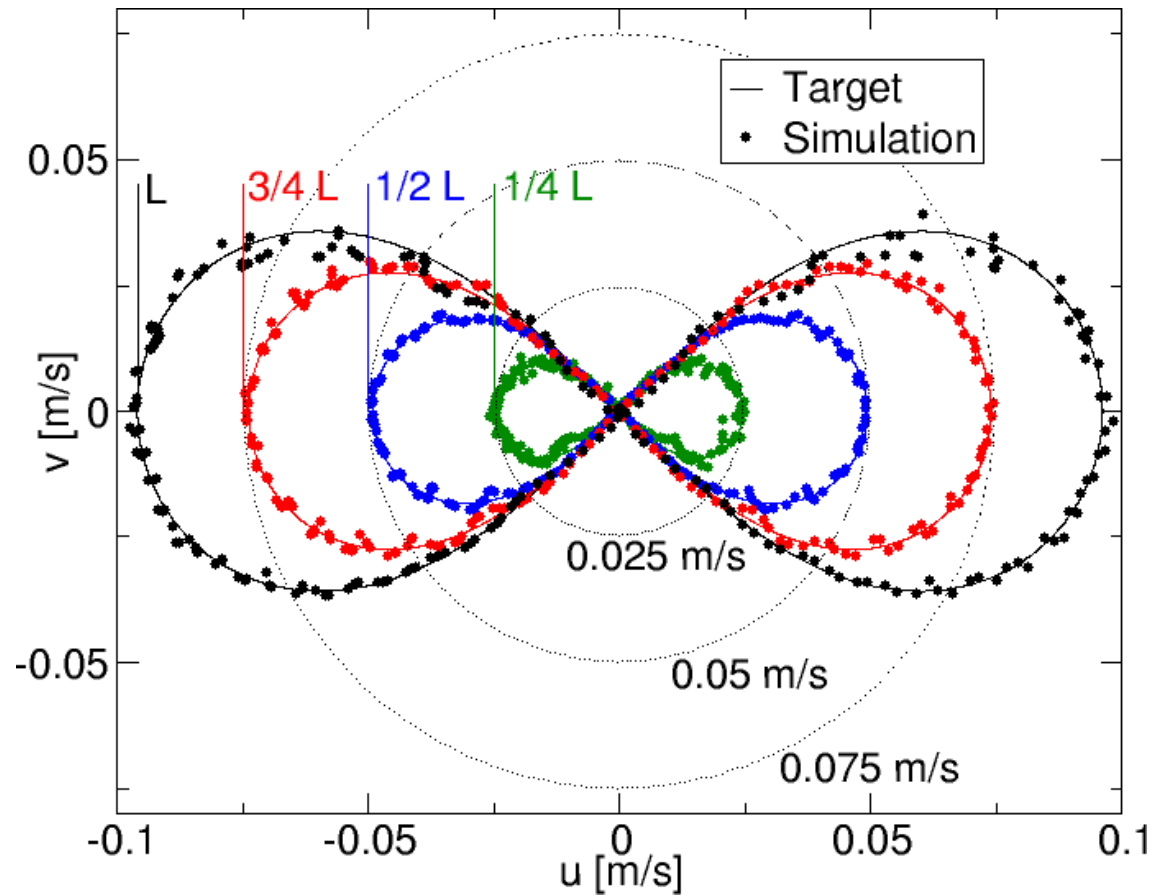 Target
Simulation
0.05
L
3/4 L
1/2 L
1/4 L
v [m/s]
0
0.025 m/s
-0.05
0.05 m/s
0.075 m/s
-0.1
-0.05
0
0.05
0.1
u [m/s]